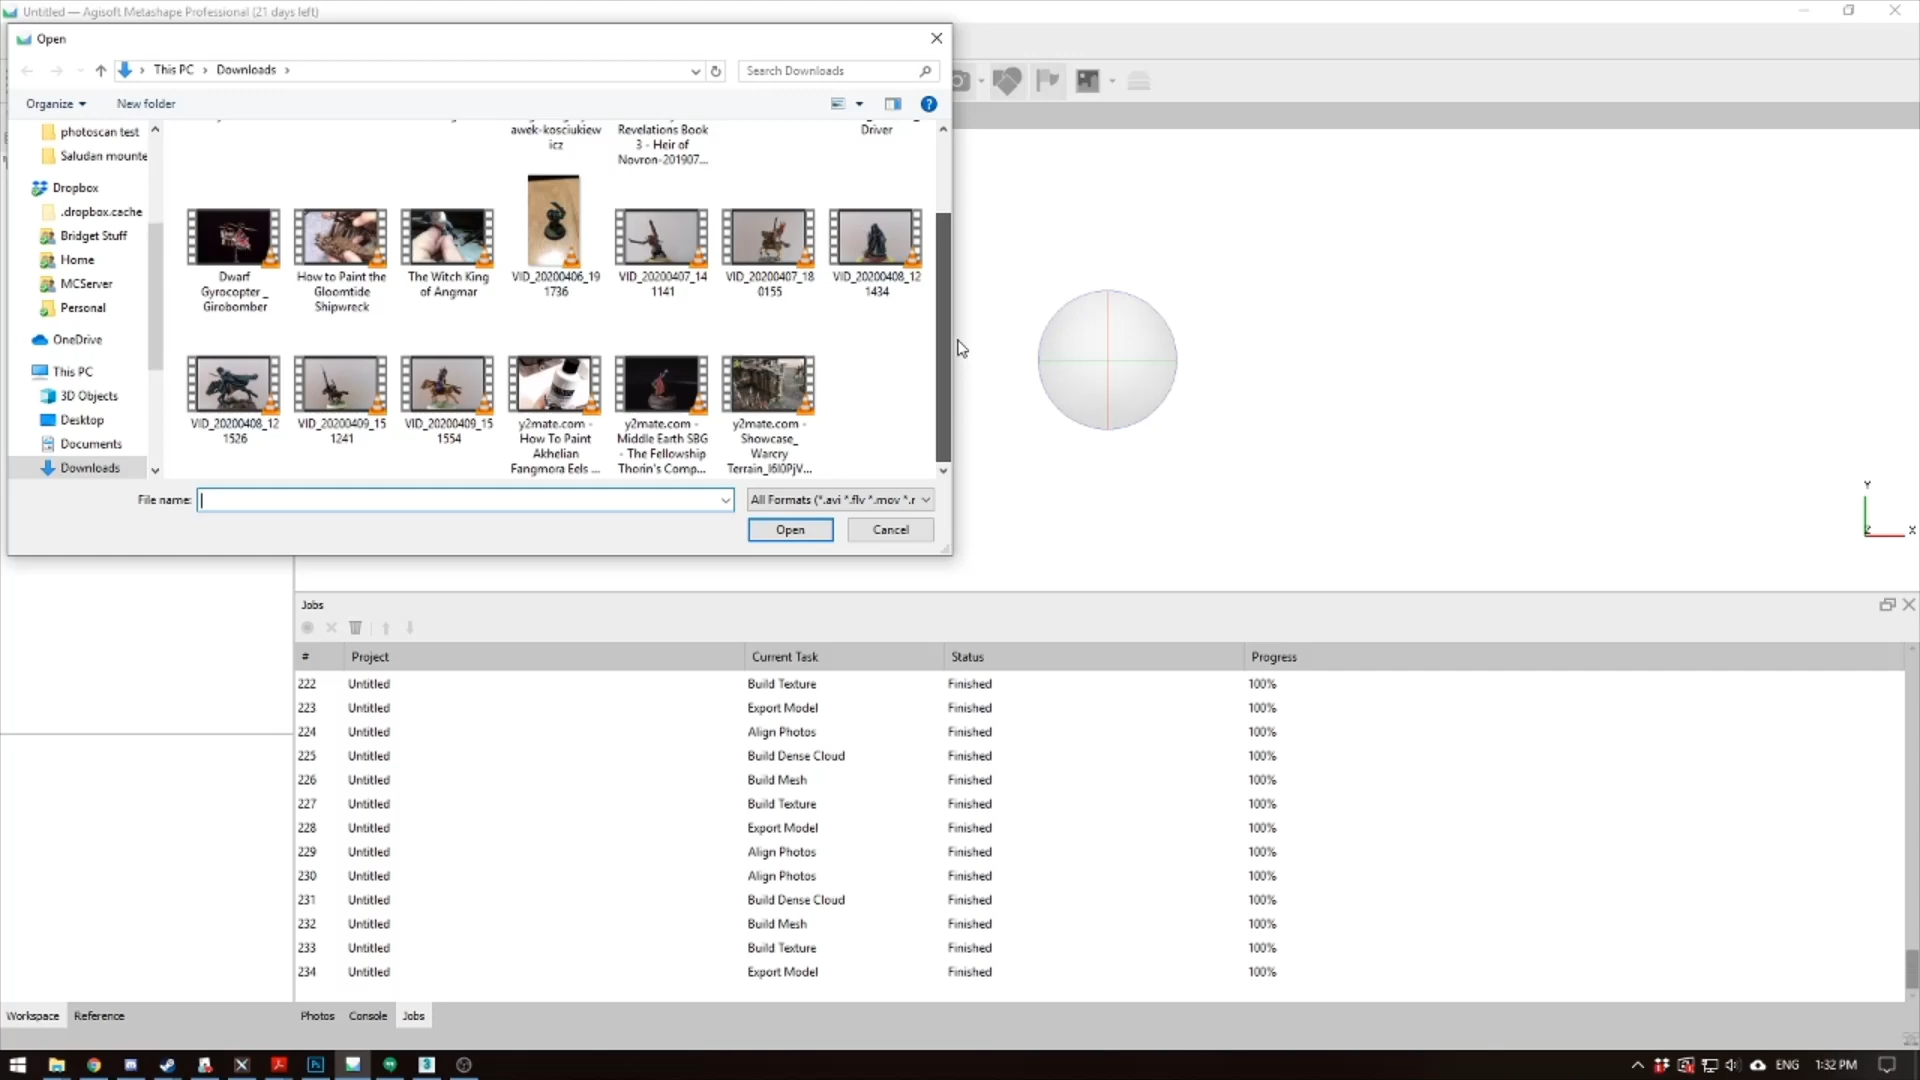 Untitled — Agisoft Metashape Professional (21 days left)
Open
This PC > Downloads >
Search Downloads
Organize
New folder
photoscan test
Saludan mounte
Dropbox
.dropbox.cache
Bridget Stuff
Home
MCServer
Personal
OneDrive
This PC
3D Objects
Desktop
Documents
Downloads
awek-kosciukiew
icz
Revelations Book
3 - Heir of
Novron-201907...
Driver
Dwarf
Gyrocopter _
Girobomber
How to Paint the
Gloomtide
Shipwreck
The Witch King
of Angmar
VID_20200406_19
1736
VID_20200407_14
1141
VID_20200407_18
0155
VID_20200408_12
1434
VID_20200408_12
1526
VID_20200409_15
1241
VID_20200409_15
1554
y2mate.com -
How To Paint
Akhelian
Fangmora Eels ...
y2mate.com -
Middle Earth SBG
- The Fellowship
Thorin's Comp...
y2mate.com -
Showcase_
Warcry
Terrain_I6I0PjV...
File name:
All Formats (*.avi *.flv *.mov *.r
Open
Cancel
Y
Z
X
Jobs
# Project Current Task Status Progress
222 Untitled Build Texture Finished 100%
223 Untitled Export Model Finished 100%
224 Untitled Align Photos Finished 100%
225 Untitled Build Dense Cloud Finished 100%
226 Untitled Build Mesh Finished 100%
227 Untitled Build Texture Finished 100%
228 Untitled Export Model Finished 100%
229 Untitled Align Photos Finished 100%
230 Untitled Align Photos Finished 100%
231 Untitled Build Dense Cloud Finished 100%
232 Untitled Build Mesh Finished 100%
233 Untitled Build Texture Finished 100%
234 Untitled Export Model Finished 100%
Workspace Reference
Photos Console Jobs
ENG 1:32 PM